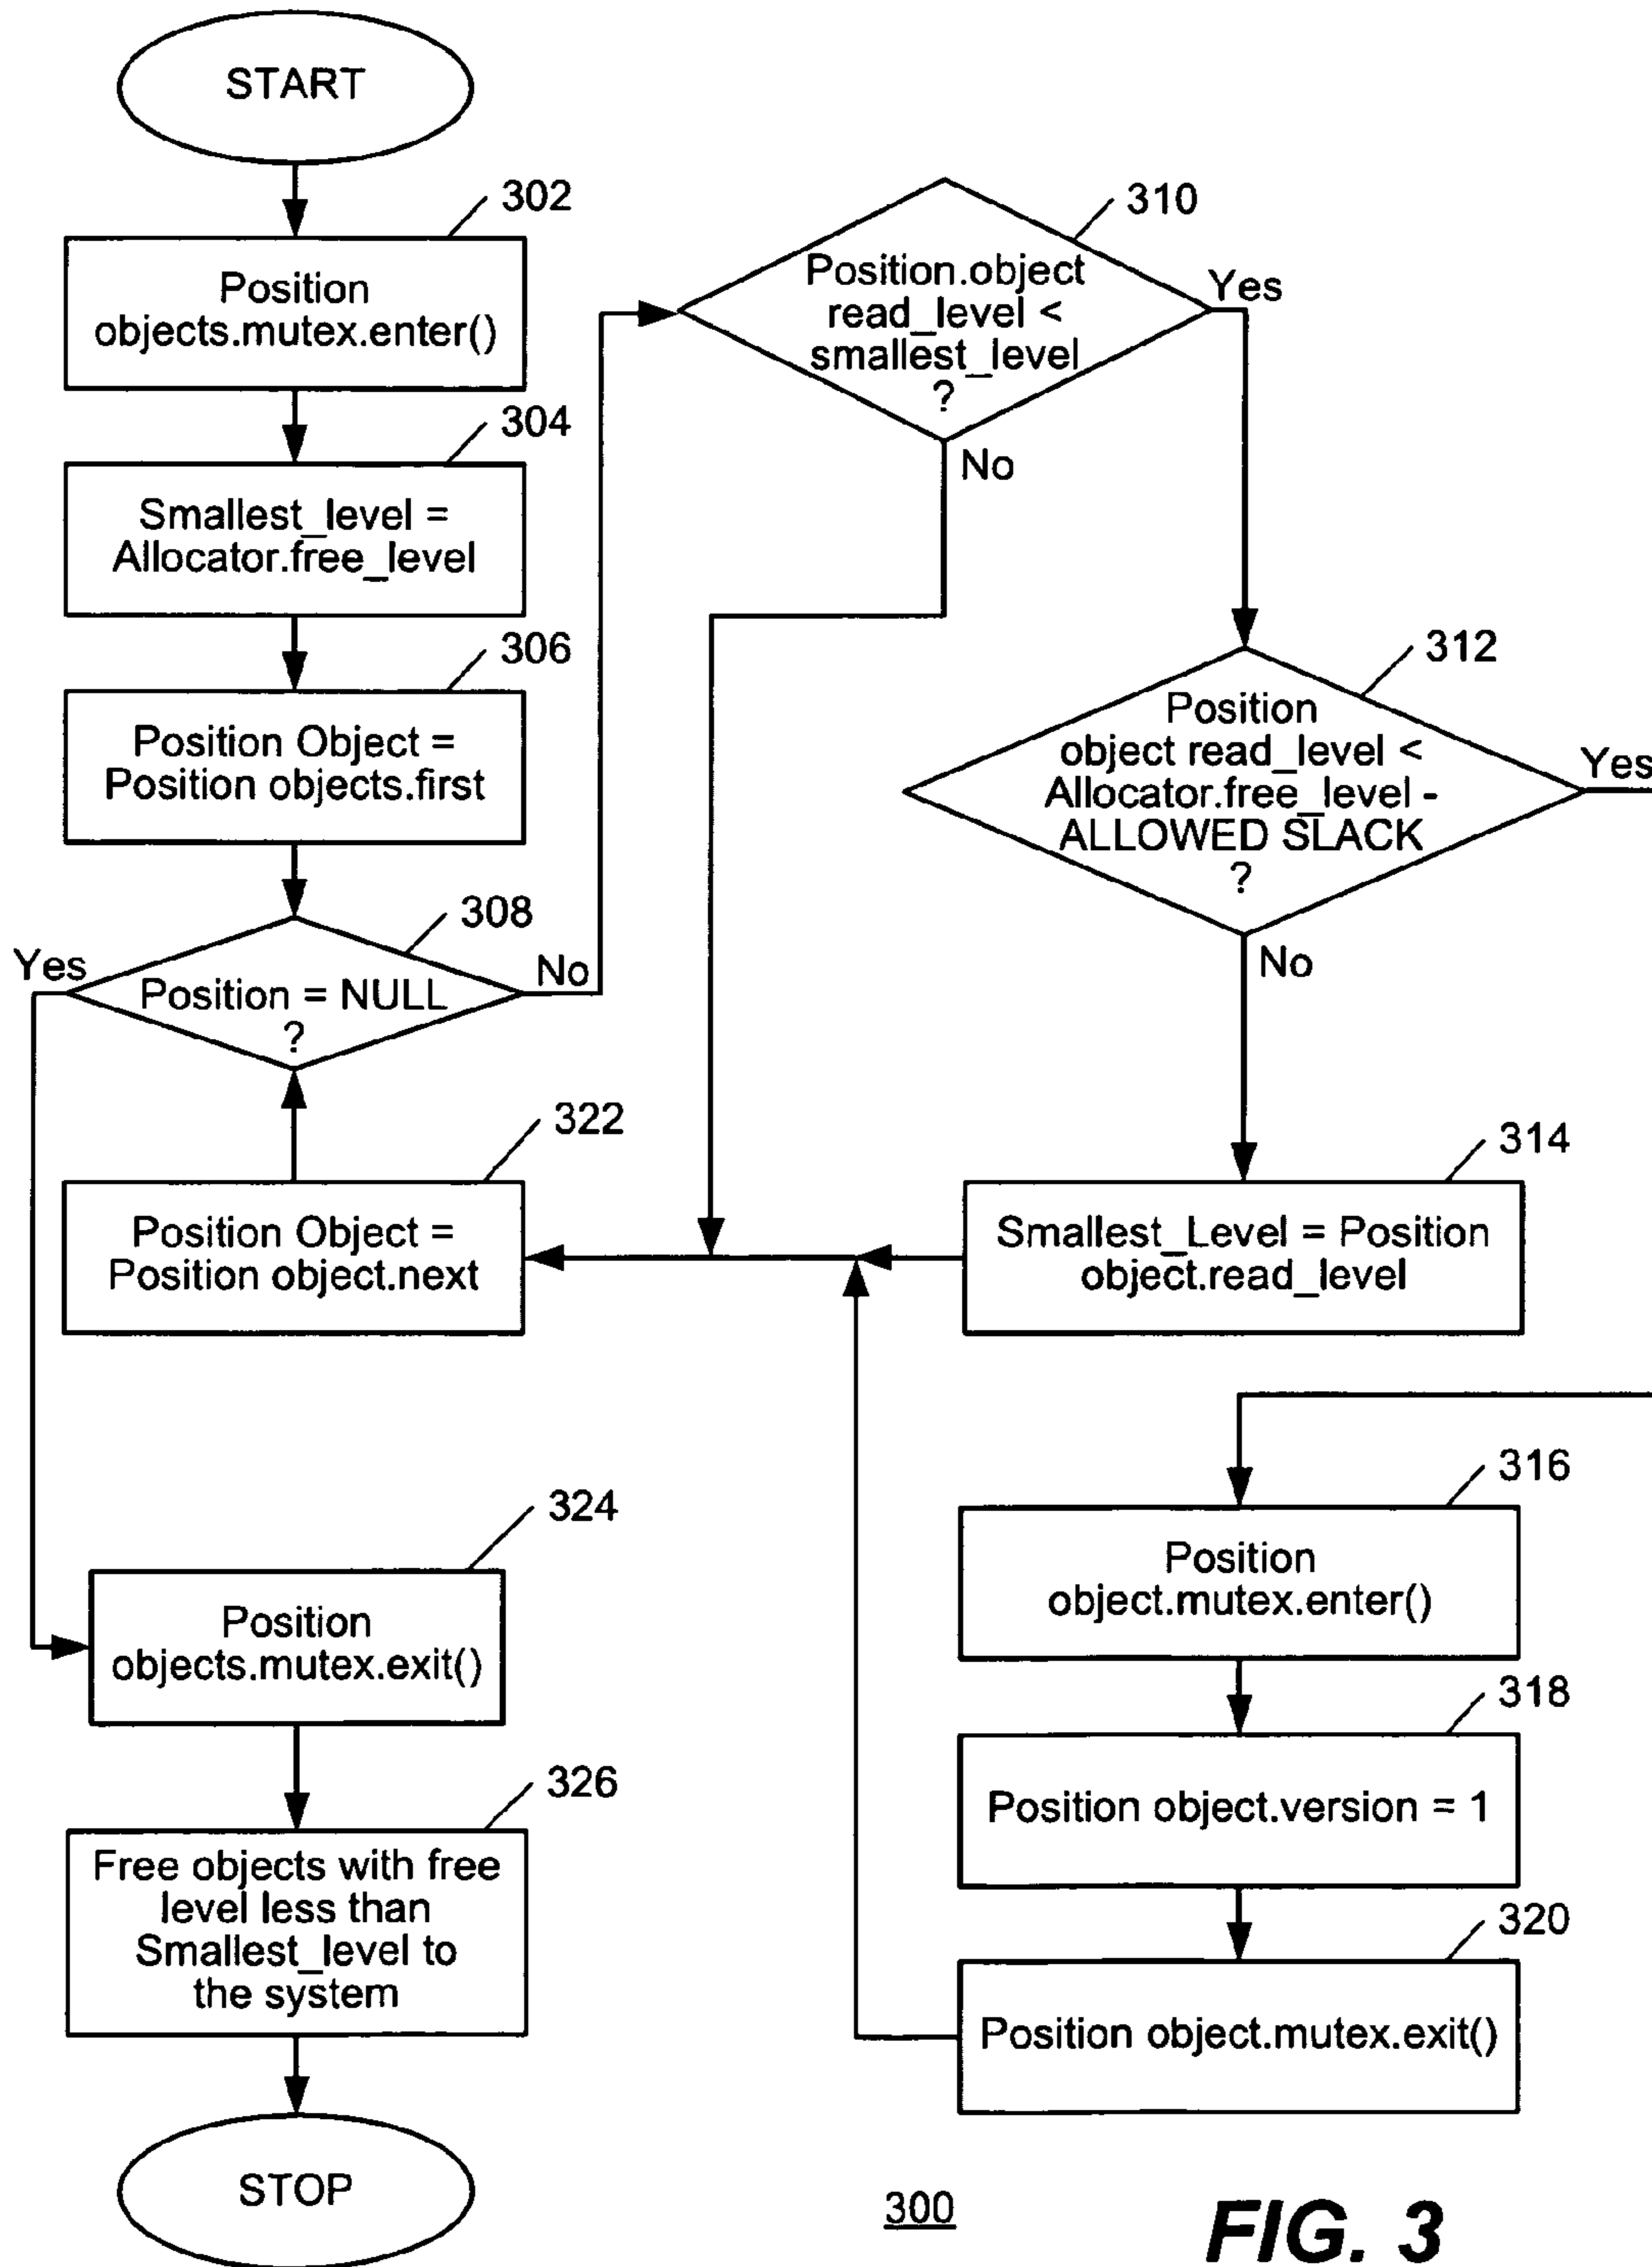 START
302
Position
objects.mutex.enter()
304
Smallest_level =
Allocator.free_level
306
Position Object =
Position objects.first
308
Yes
No
Position = NULL
?
322
Position Object =
Position object.next
324
Position
objects.mutex.exit()
326
Free objects with free
level less than
Smallest_level to
the system
STOP
310
Position.object
read_level <
smallest_level
?
Yes
No
312
Position
object read_level <
Allocator.free_level -
ALLOWED SLACK
?
Yes
No
314
Smallest_Level = Position
object.read_level
316
Position
object.mutex.enter()
318
Position object.version = 1
320
Position object.mutex.exit()
300
FIG. 3